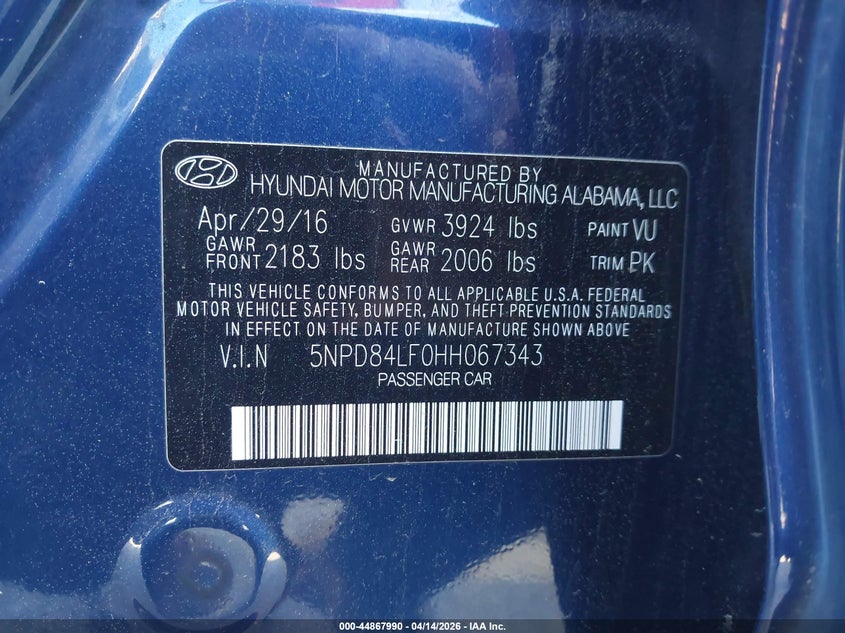 MANUFACTURED BY
HYUNDAI MOTOR MANUFACTURING ALABAMA, LLC
Apr/29/16 GVWR 3924 lbs PAINT VU
GAWR FRONT 2183 lbs GAWR REAR 2006 lbs TRIM PK
THIS VEHICLE CONFORMS TO ALL APPLICABLE U.S.A. FEDERAL
MOTOR VEHICLE SAFETY, BUMPER, AND THEFT PREVENTION STANDARDS
IN EFFECT ON THE DATE OF MANUFACTURE SHOWN ABOVE
V.I.N 5NPD84LF0HH067343
PASSENGER CAR
000-44867990 - 04/14/2026 - IAA Inc.